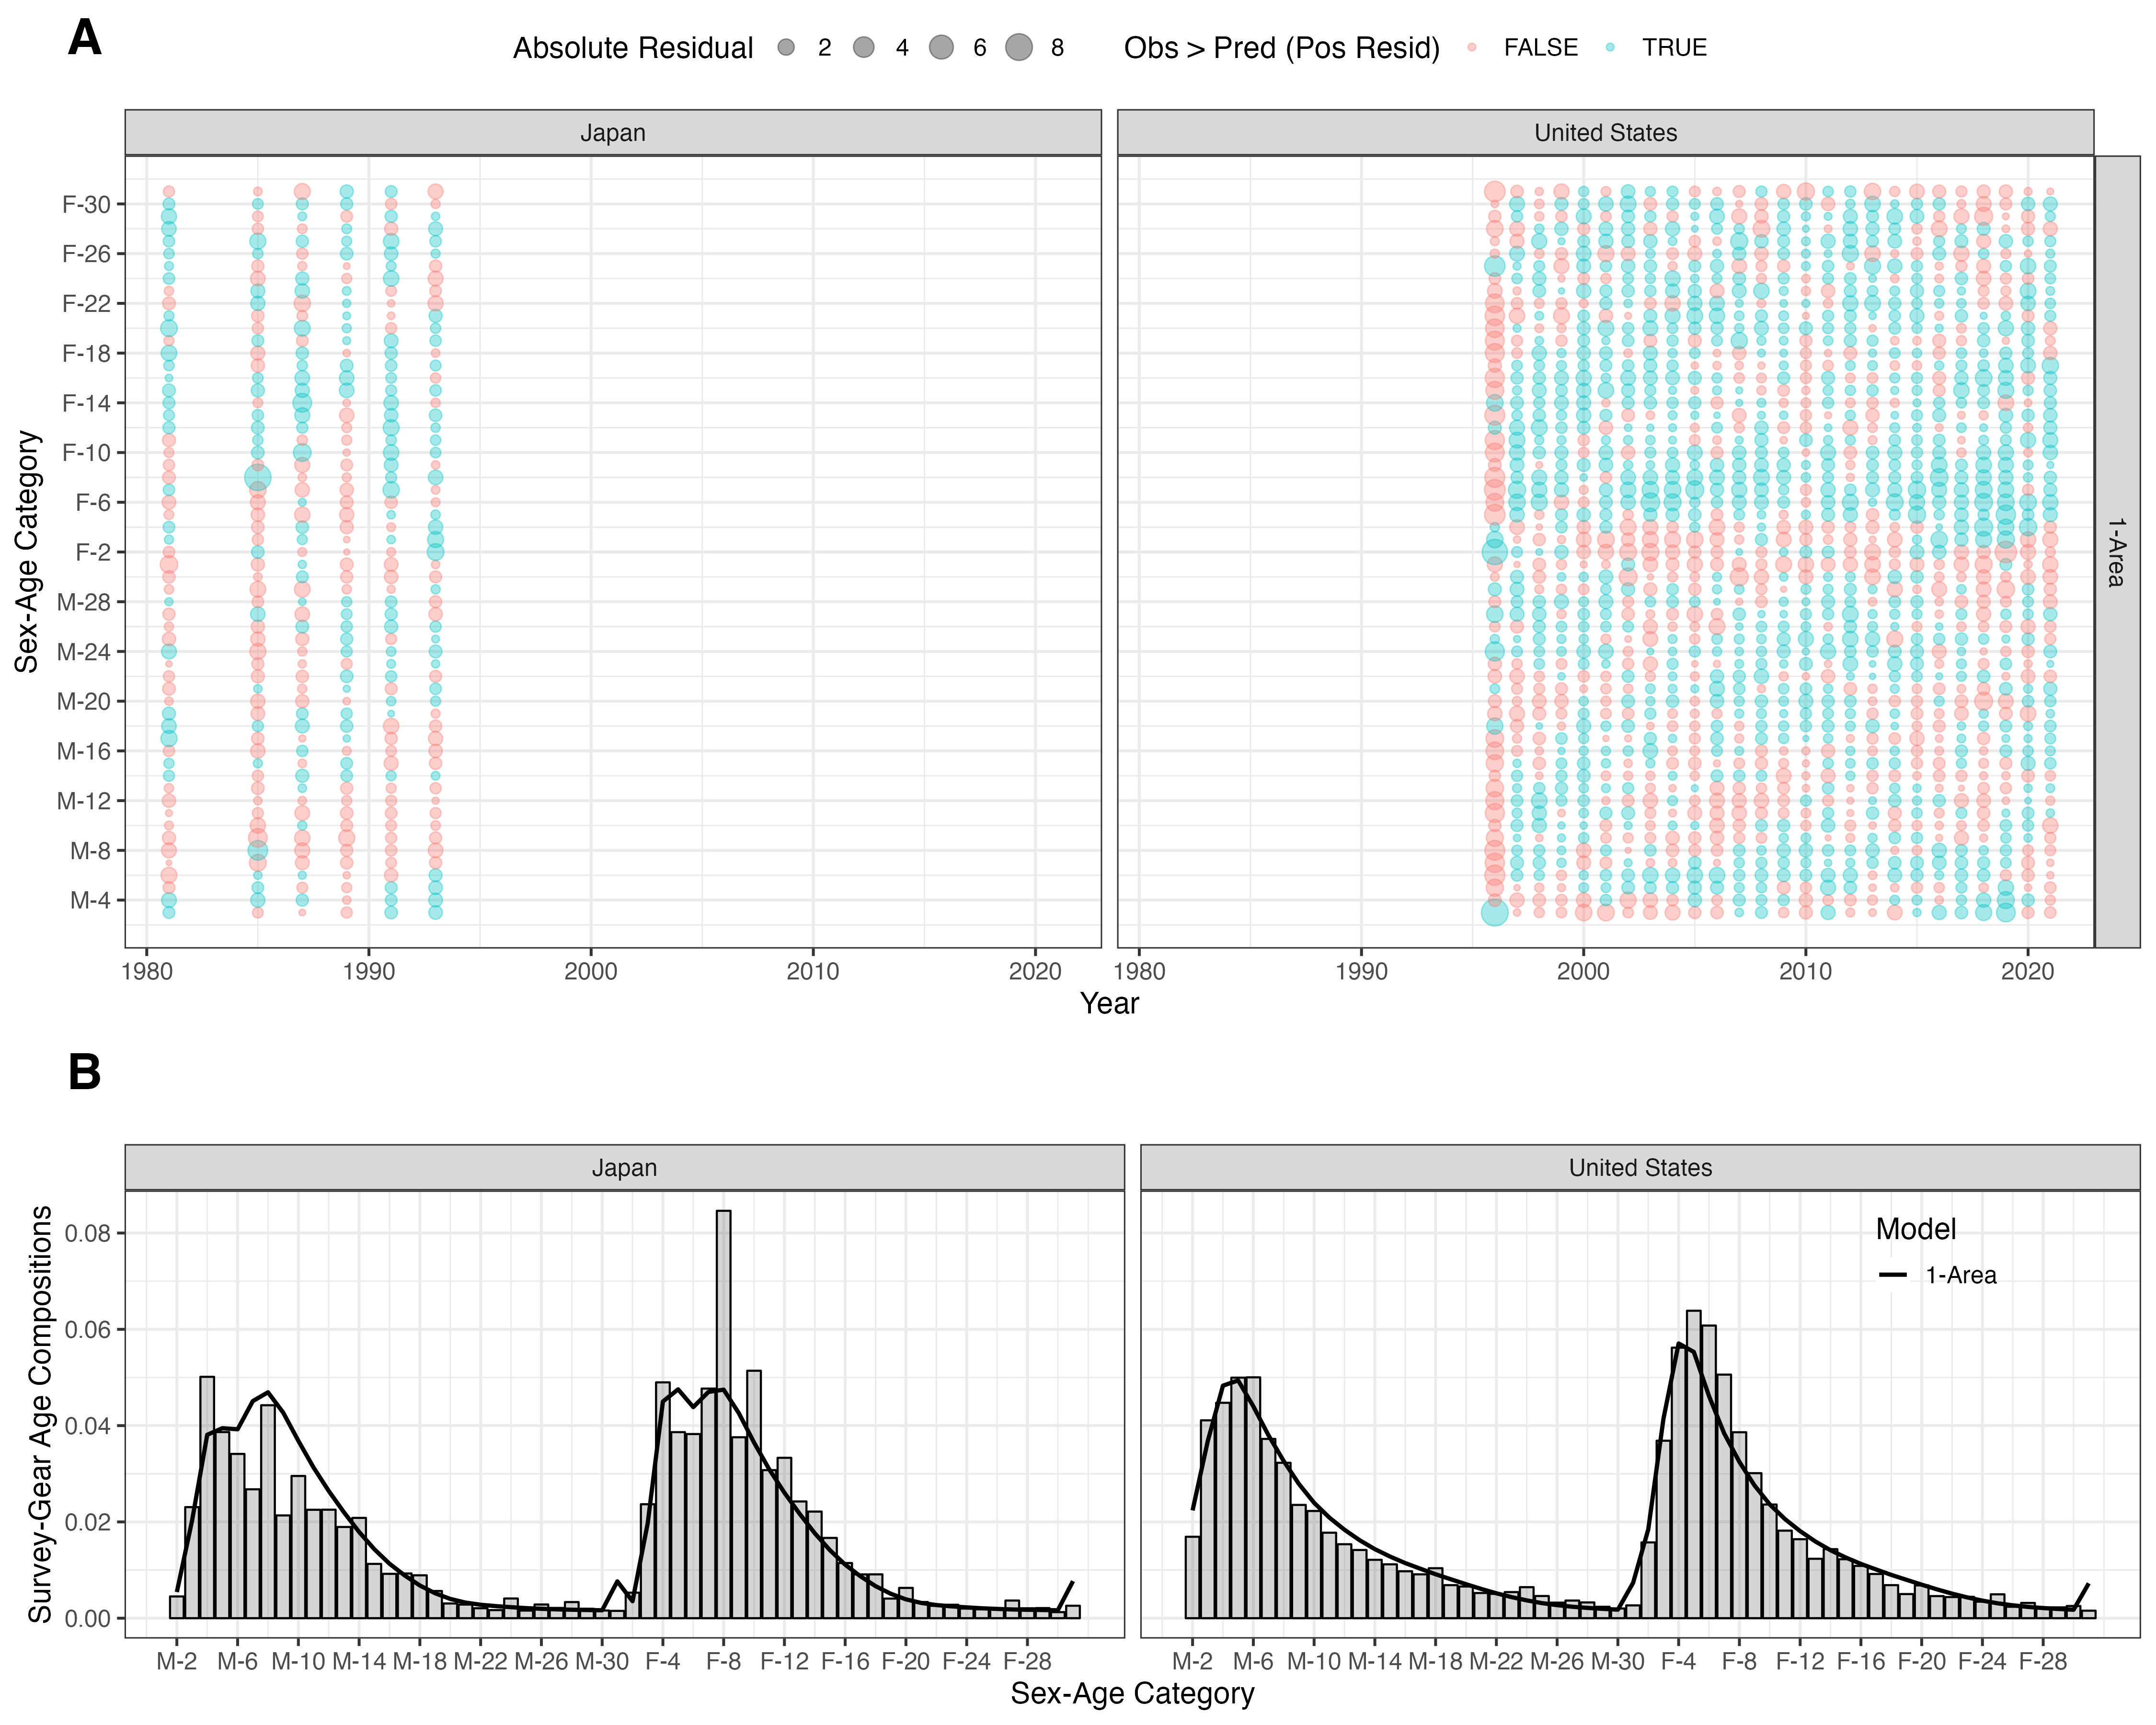 A
Absolute Residual 2 4 6 8 Obs > Pred (Pos Resid) FALSE TRUE
Japan United States
F-30
F-26
F-22
F-18
F-14
F-10
F-6
F-2
M-28
M-24
M-20
M-16
M-12
M-8
M-4
Sex-Age Category
1-Area
1980 1990 2000 2010 2020 1980 1990 2000 2010 2020
Year
B
Japan United States
0.08
0.06
0.04
0.02
0.00
Survey-Gear Age Compositions
Model
1-Area
M-2 M-6 M-10 M-14 M-18 M-22 M-26 M-30 F-4 F-8 F-12 F-16 F-20 F-24 F-28 M-2 M-6 M-10 M-14 M-18 M-22 M-26 M-30 F-4 F-8 F-12 F-16 F-20 F-24 F-28
Sex-Age Category